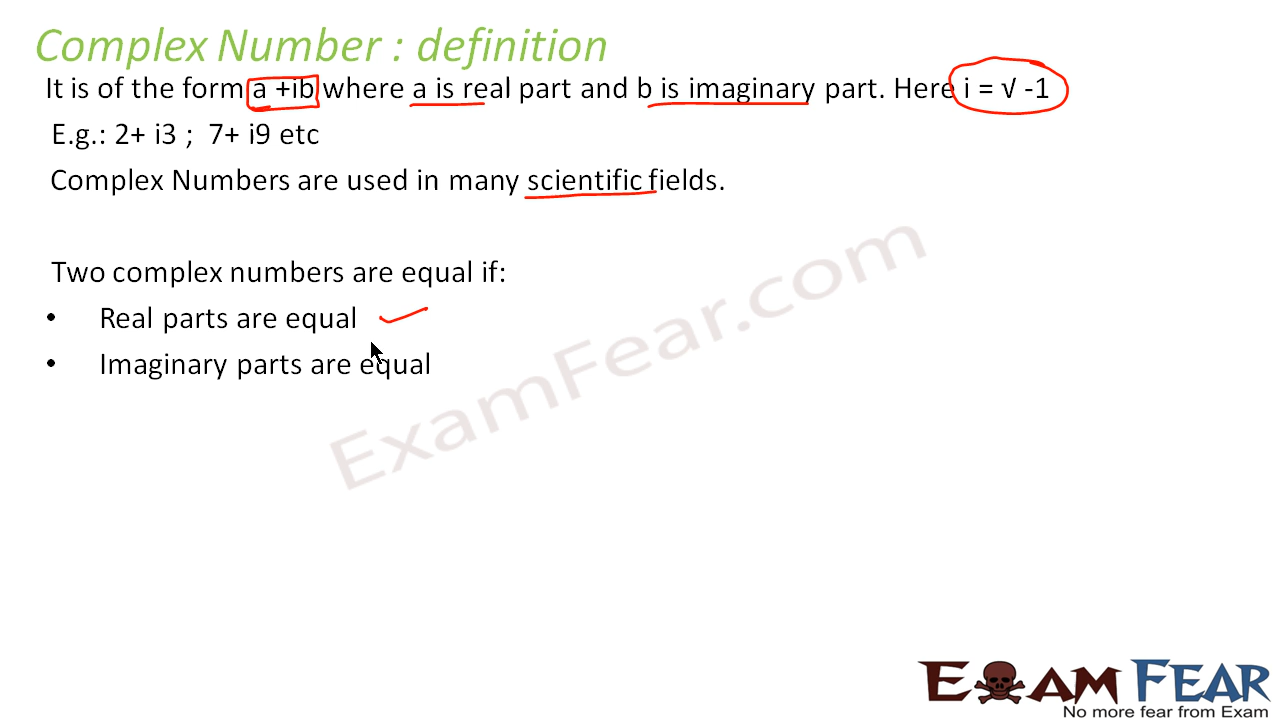 Complex Number : definition
It is of the form a +ib where a is real part and b is imaginary part. Here i = √ -1
E.g.: 2+ i3 ; 7+ i9 etc
Complex Numbers are used in many scientific fields.
Two complex numbers are equal if:
• Real parts are equal
• Imaginary parts are equal
ExamFear.com
EXAM FEAR
No more fear from Exam